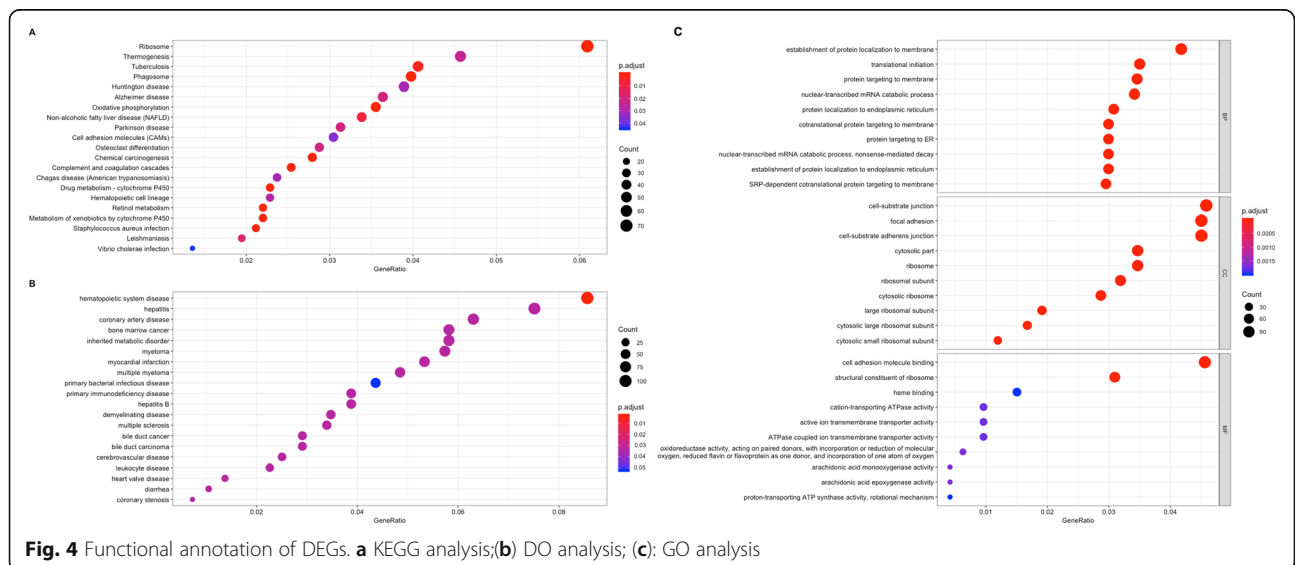 A
Ribosome
Thermogenesis
Tuberculosis
Phagosome
Huntington disease
Alzheimer disease
Oxidative phosphorylation
Non-alcoholic fatty liver disease (NAFLD)
Parkinson disease
Cell adhesion molecules (CAMs)
Osteoclast differentiation
Chemical carcinogenesis
Complement and coagulation cascades
Chagas disease (American trypanosomiasis)
Drug metabolism - cytochrome P450
Hematopoietic cell lineage
Retinol metabolism
Metabolism of xenobiotics by cytochrome P450
Staphylococcus aureus infection
Leishmaniasis
Vibrio cholerae infection
0.02 0.03 0.04 0.05 0.06
GeneRatio
p.adjust
0.01
0.02
0.03
0.04
Count
20
30
40
50
60
70
B
hematopoietic system disease
hepatitis
coronary artery disease
bone marrow cancer
inherited metabolic disorder
myeloma
myocardial infarction
multiple myeloma
primary bacterial infectious disease
primary immunodeficiency disease
hepatitis B
demyelinating disease
multiple sclerosis
bile duct cancer
bile duct carcinoma
cerebrovascular disease
leukocyte disease
heart valve disease
diarrhea
coronary stenosis
0.02 0.04 0.06 0.08
GeneRatio
Count
25
50
75
100
p.adjust
0.01
0.02
0.03
0.04
0.05
C
establishment of protein localization to membrane
translational initiation
protein targeting to membrane
nuclear-transcribed mRNA catabolic process
protein localization to endoplasmic reticulum
cotranslational protein targeting to membrane
protein targeting to ER
nuclear-transcribed mRNA catabolic process, nonsense-mediated decay
establishment of protein localization to endoplasmic reticulum
SRP-dependent cotranslational protein targeting to membrane
BP
cell-substrate junction
focal adhesion
cell-substrate adherens junction
cytosolic part
ribosome
ribosomal subunit
cytosolic ribosome
large ribosomal subunit
cytosolic large ribosomal subunit
cytosolic small ribosomal subunit
CC
cell adhesion molecule binding
structural constituent of ribosome
heme binding
cation-transporting ATPase activity
active ion transmembrane transporter activity
ATPase coupled ion transmembrane transporter activity
oxidoreductase activity, acting on paired donors, with incorporation or reduction of molecular
oxygen, reduced flavin or flavoprotein as one donor, and incorporation of one atom of oxygen
arachidonic acid monooxygenase activity
arachidonic acid epoxygenase activity
proton-transporting ATP synthase activity, rotational mechanism
MF
0.01 0.02 0.03 0.04
GeneRatio
p.adjust
0.0005
0.0010
0.0015
Count
30
60
90
Fig. 4 Functional annotation of DEGs. a KEGG analysis;(b) DO analysis; (c): GO analysis